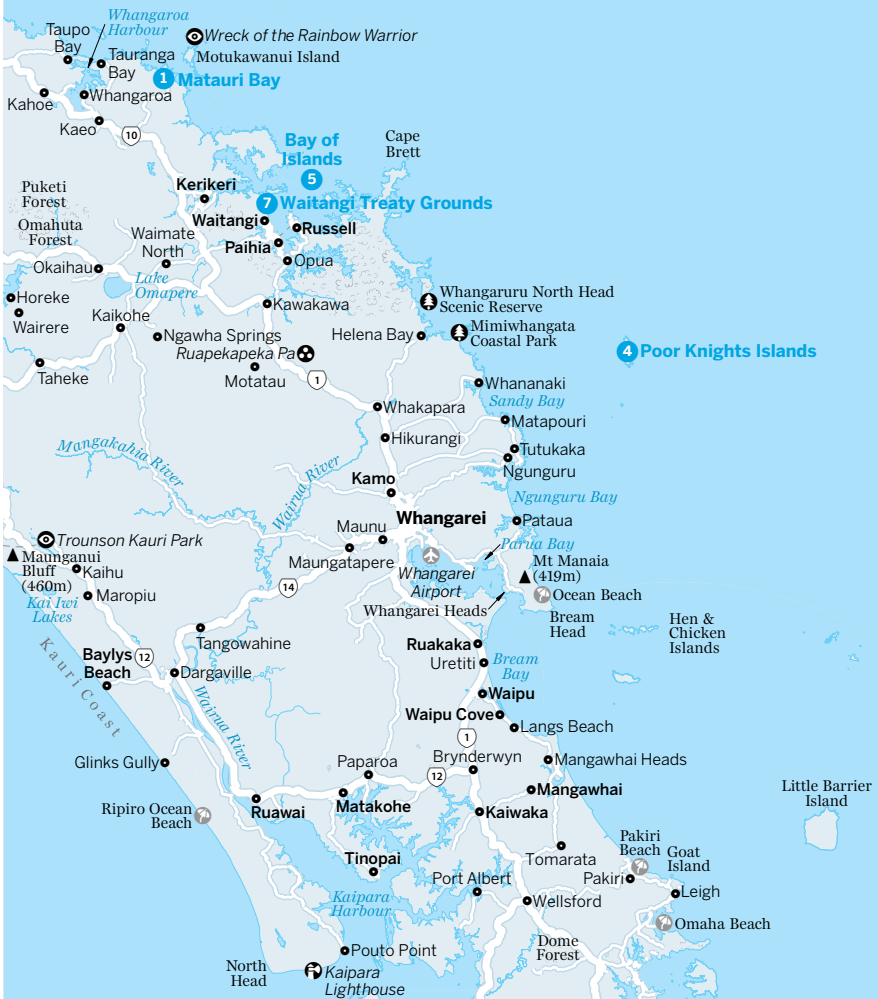 Whangaroa
Harbour
Taupo
Bay
Wreck of the Rainbow Warrior
Tauranga
Bay
Motukawanui Island
1 Matauri Bay
Kahoe
Whangaroa
Kaeo
10
Cape
Brett
Bay of
Islands
5
Puketi
Forest
Kerikeri
7 Waitangi Treaty Grounds
Omahuta
Forest
Waitangi
Russell
Waimate
North
Paihia
Opua
Okaihau
Lake
Omapere
Horeke
Wairere
Kawakawa
Whangaruru North Head
Scenic Reserve
Kaikohe
Ngawha Springs
Helena Bay
Mimiwhangata
Coastal Park
Ruapekapeka Pa
4 Poor Knights Islands
Taheke
Motatau
1
Whananaki
Sandy Bay
Whakapara
Matapouri
Hikurangi
Mangakahia River
Wairua River
Tutukaka
Ngunguru
Kamo
Ngunguru Bay
Whangarei
Pataua
Maunu
Trounson Kauri Park
Parua Bay
Maungatapere
Maunganui
Bluff
(460m)
Kaihu
Mt Manaia
(419m)
Whangarei
Airport
14
Maropiu
Kai Iwi
Lakes
Ocean Beach
Whangarei Heads
Bream
Head
Hen &
Chicken
Islands
Tangowahine
Kauri Coast
Ruakaka
Baylys
Beach
12
Uretiti
Bream
Bay
Dargaville
Wairua River
Waipu
Waipu Cove
Langs Beach
1
Glinks Gully
Paparoa
Brynderwyn
Mangawhai Heads
12
Mangawhai
Little Barrier
Island
Ripiro Ocean
Beach
Ruawai
Matakohe
Kaiwaka
Tinopai
Tomarata
Pakiri
Beach
Goat
Island
Port Albert
Pakiri
Leigh
Kaipara
Harbour
Wellsford
Omaha Beach
Pouto Point
Dome
Forest
North
Head
Kaipara
Lighthouse